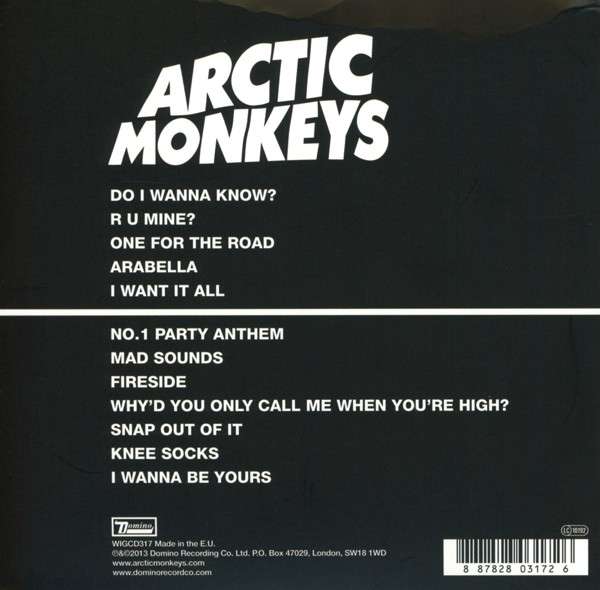 ARCTIC
MONKEYS
DO I WANNA KNOW?
R U MINE?
ONE FOR THE ROAD
ARABELLA
I WANT IT ALL
NO.1 PARTY ANTHEM
MAD SOUNDS
FIRESIDE
WHY'D YOU ONLY CALL ME WHEN YOU'RE HIGH?
SNAP OUT OF IT
KNEE SOCKS
I WANNA BE YOURS
Domino
LC 10192
WIGCD317 Made in the E.U.
℗&©2013 Domino Recording Co. Ltd. P.O. Box 47029, London, SW18 1WD
www.arcticmonkeys.com
www.dominorecordco.com
8 87828 03172 6